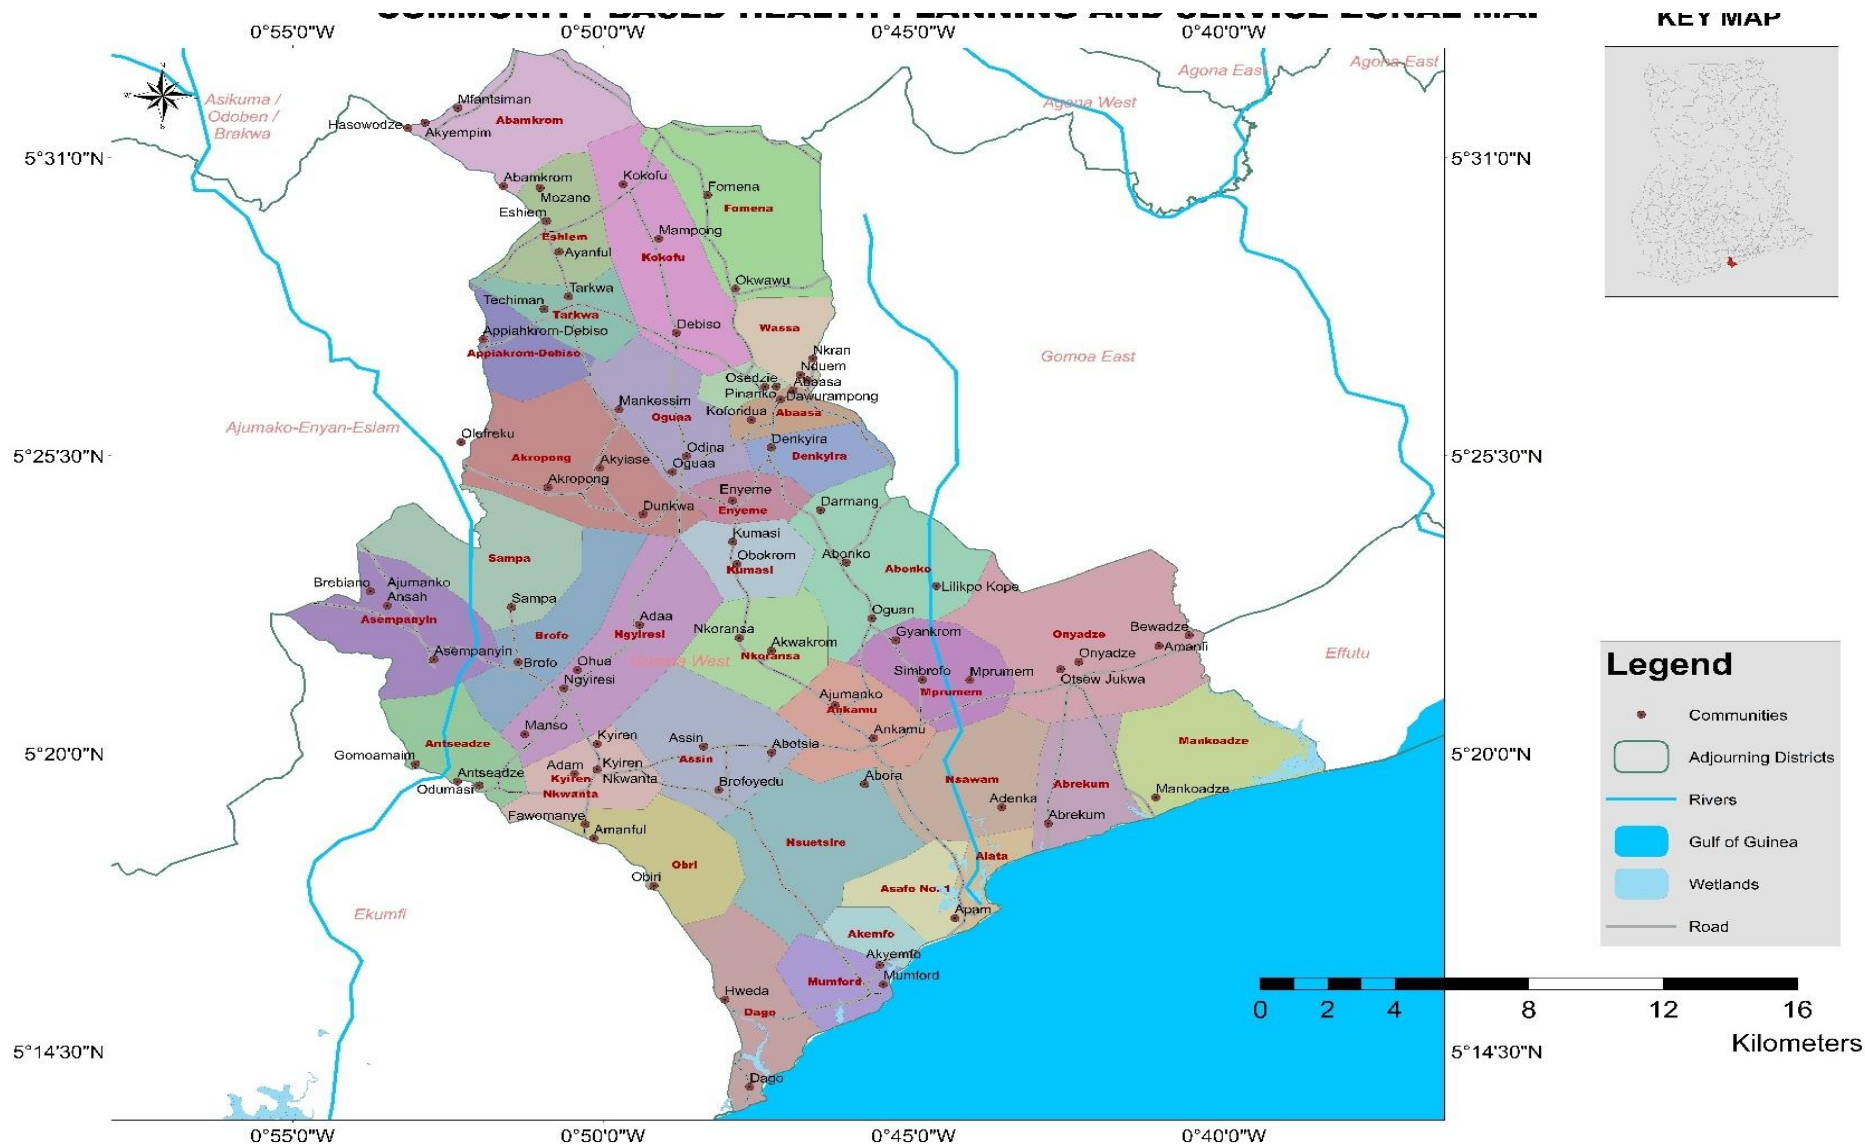 COMMUNITY BASED HEALTH PLANNING AND SERVICE ZONAL MAP
KEY MAP
0°55'0"W
0°50'0"W
0°45'0"W
0°40'0"W
Agona East
Agona East
Asikuma /
Odoben /
Brakwa
Agona West
Mfantsiman
Hasowodze
Akyempim
Abamkrom
5°31'0"N
5°31'0"N
Abamkrom
Kokofu
Mozano
Fomena
Fomena
Eshiem
Eshiem
Mampong
Ayanful
Kokofu
Tarkwa
Okwawu
Techiman
Tarkwa
Appiahkrom-Debiso
Debiso
Wassa
Appiakrom-Debiso
Nkran
Gomoa East
Nduem
Osedzie
Abaasa
Pinanko
Dawurampong
Mankessim
Koforidua
Abaasa
Oguaa
Ajumako-Enyan-Esiam
Olefreku
Denkyira
Odina
5°25'30"N
Akropong
Akyiase
Oguaa
Denkyira
5°25'30"N
Akropong
Enyeme
Dunkwa
Enyeme
Darmang
Kumasi
Sampa
Obokrom
Abonko
Kumasi
Abonko
Brebiano
Ajumanko
Ansah
Lilikpo Kope
Sampa
Asempanyin
Adaa
Oguan
Brofo
Ngyiresi
Nkoransa
Gyankrom
Onyadze
Bewadze
Asempanyin
Akwakrom
Amanfi
Brofo
Ohua
Gomoa West
Nkoransa
Onyadze
Effutu
Ngyiresi
Simbrofo
Mprumem
Otsew Jukwa
Ajumanko
Mprumem
Ankamu
Manso
Ankamu
Antseadze
Kyiren
Assin
Abotsia
Mankoadze
5°20'0"N
Gomoamaim
Assin
5°20'0"N
Adam
Kyiren
Antseadze
Kyiren
Nkwanta
Brofoyedu
Abora
Nsawam
Abrekum
Odumasi
Nkwanta
Adenka
Mankoadze
Fawomanye
Abrekum
Amanful
Nsuetsire
Alata
Obri
Obiri
Asafo No. 1
Ekumfi
Apam
Akemfo
Akyemfo
Mumford
Mumford
Hweda
Dago
5°14'30"N
5°14'30"N
Dago
0°55'0"W
0°50'0"W
0°45'0"W
0°40'0"W
Legend
Communities
Adjourning Districts
Rivers
Gulf of Guinea
Wetlands
Road
0 2 4 8 12 16
Kilometers